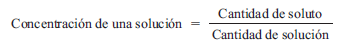 Concentración de una solución = Cantidad de soluto / Cantidad de solución